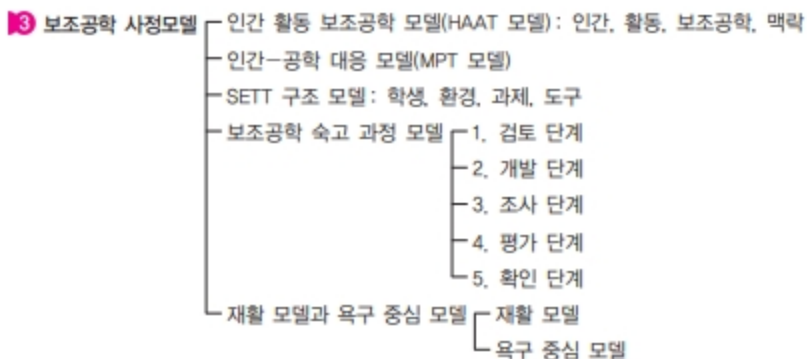 3 보조공학 사정모델
인간 활동 보조공학 모델(HAAT 모델) : 인간, 활동, 보조공학, 맥락
인간-공학 대응 모델(MPT 모델)
SETT 구조 모델 : 학생, 환경, 과제, 도구
보조공학 숙고 과정 모델
1. 검토 단계
2. 개발 단계
3. 조사 단계
4. 평가 단계
5. 확인 단계
재활 모델과 욕구 중심 모델
재활 모델
욕구 중심 모델